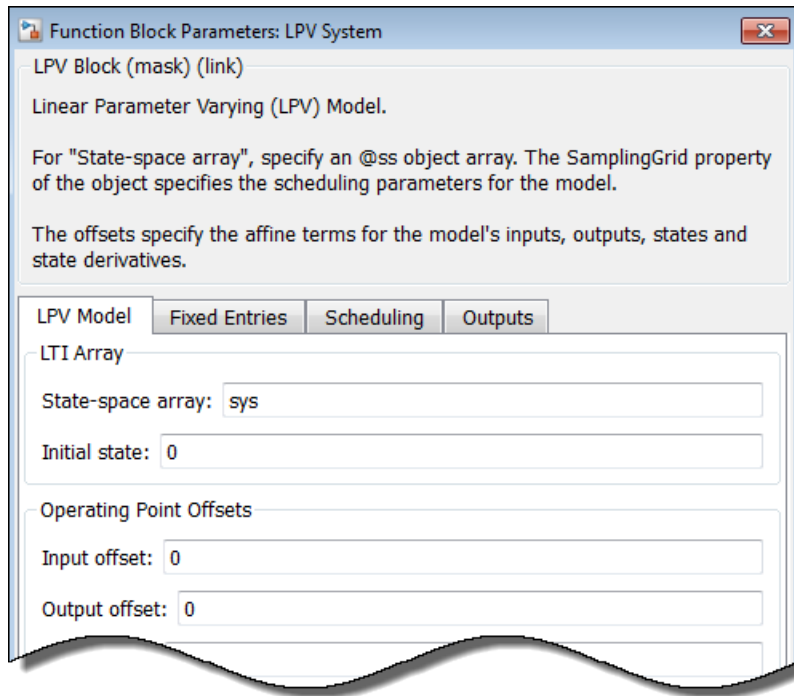 Function Block Parameters: LPV System
LPV Block (mask) (link)
Linear Parameter Varying (LPV) Model.
For "State-space array", specify an @ss object array. The SamplingGrid property
of the object specifies the scheduling parameters for the model.
The offsets specify the affine terms for the model's inputs, outputs, states and
state derivatives.
LPV Model Fixed Entries Scheduling Outputs
LTI Array
State-space array: sys
Initial state: 0
Operating Point Offsets
Input offset: 0
Output offset: 0